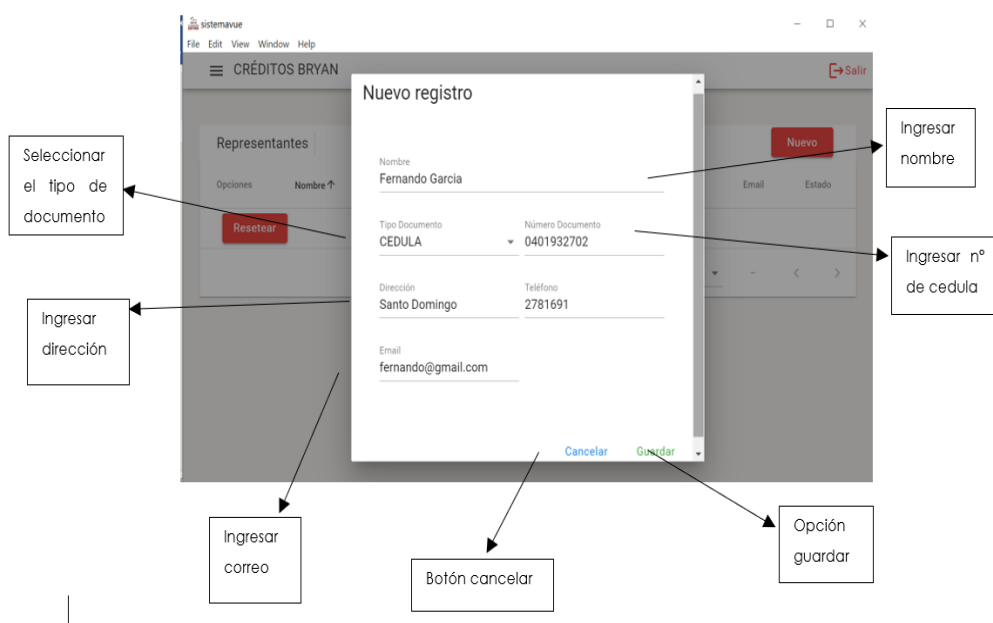 sistemavue
File Edit View Window Help
CRÉDITOS BRYAN
Salir
Nuevo registro
Representantes
Nuevo
Opciones
Nombre
Email
Estado
Resetear
Nombre
Fernando Garcia
Tipo Documento
CEDULA
Número Documento
0401932702
Dirección
Santo Domingo
Teléfono
2781691
Email
fernando@gmail.com
Cancelar
Guardar
Seleccionar
el tipo de
documento
Ingresar
dirección
Ingresar
correo
Botón cancelar
Opción
guardar
Ingresar
nombre
Ingresar nº
de cedula